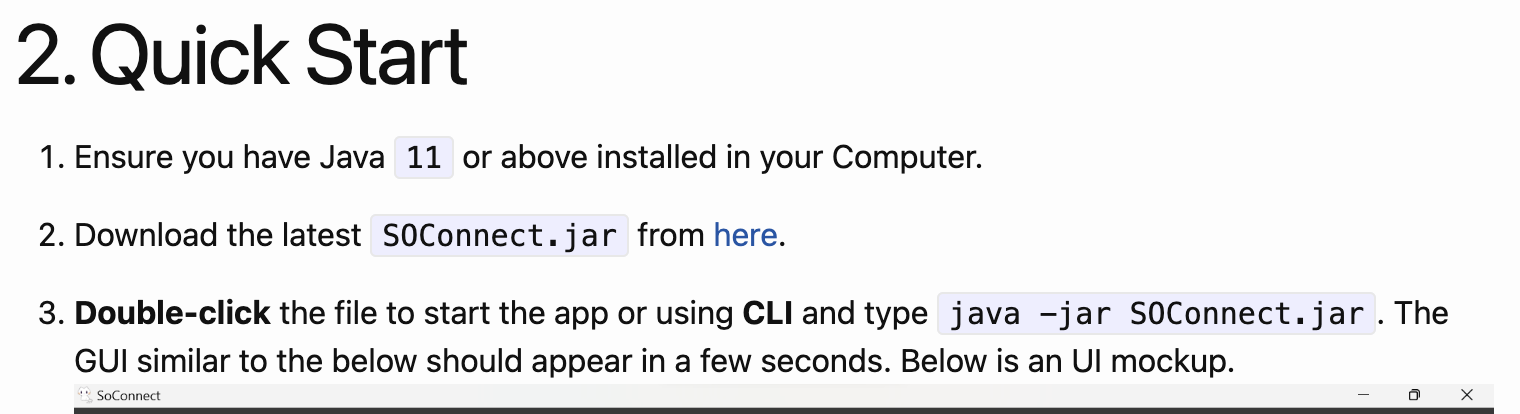 2. Quick Start
1. Ensure you have Java 11 or above installed in your Computer.
2. Download the latest SOConnect.jar from here.
3. Double-click the file to start the app or using CLI and type java -jar SOConnect.jar. The
GUI similar to the below should appear in a few seconds. Below is an UI mockup.
SoConnect